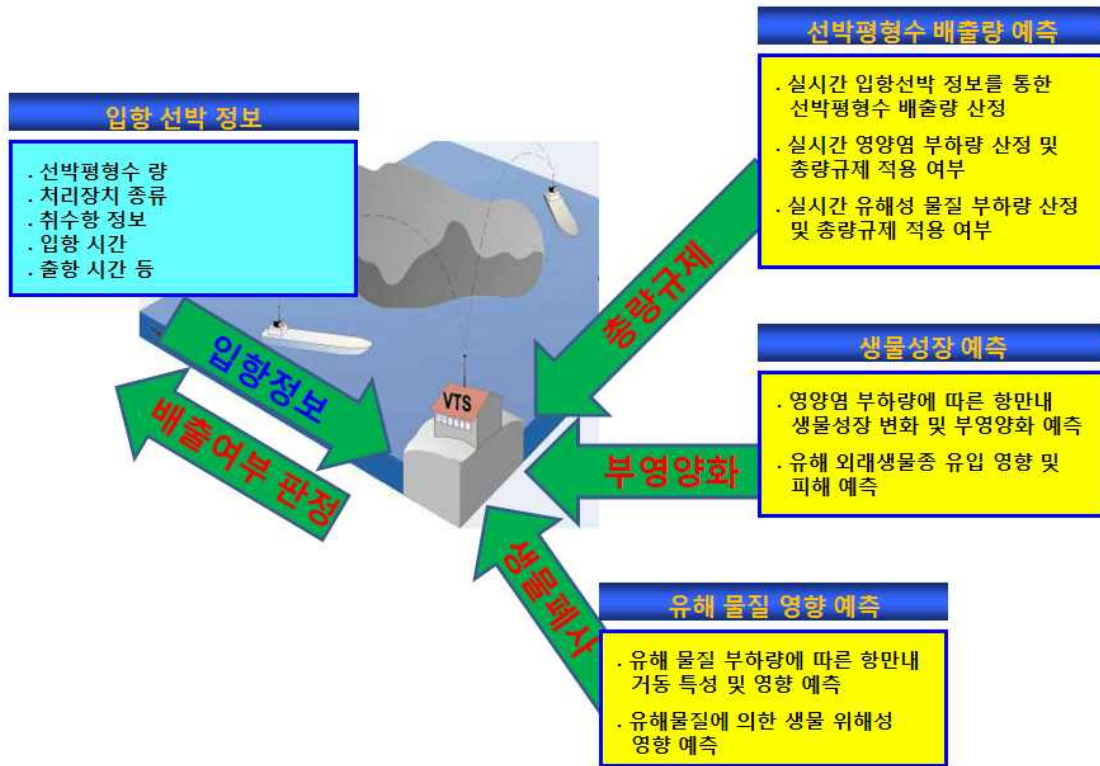 선박평형수 배출량 예측
. 실시간 입항선박 정보를 통한
선박평형수 배출량 산정
. 실시간 영양염 부하량 산정 및
총량규제 적용 여부
. 실시간 유해성 물질 부하량 산정
및 총량규제 적용 여부
입항 선박 정보
. 선박평형수 량
. 처리장치 종류
. 취수항 정보
. 입항 시간
. 출항 시간 등
총량규제
입항정보
배출여부 판정
VTS
생물성장 예측
. 영양염 부하량에 따른 항만내
생물성장 변화 및 부영양화 예측
. 유해 외래생물종 유입 영향 및
피해 예측
부영양화
생물폐사
유해 물질 영향 예측
. 유해 물질 부하량에 따른 항만내
거동 특성 및 영향 예측
. 유해물질에 의한 생물 위해성
영향 예측